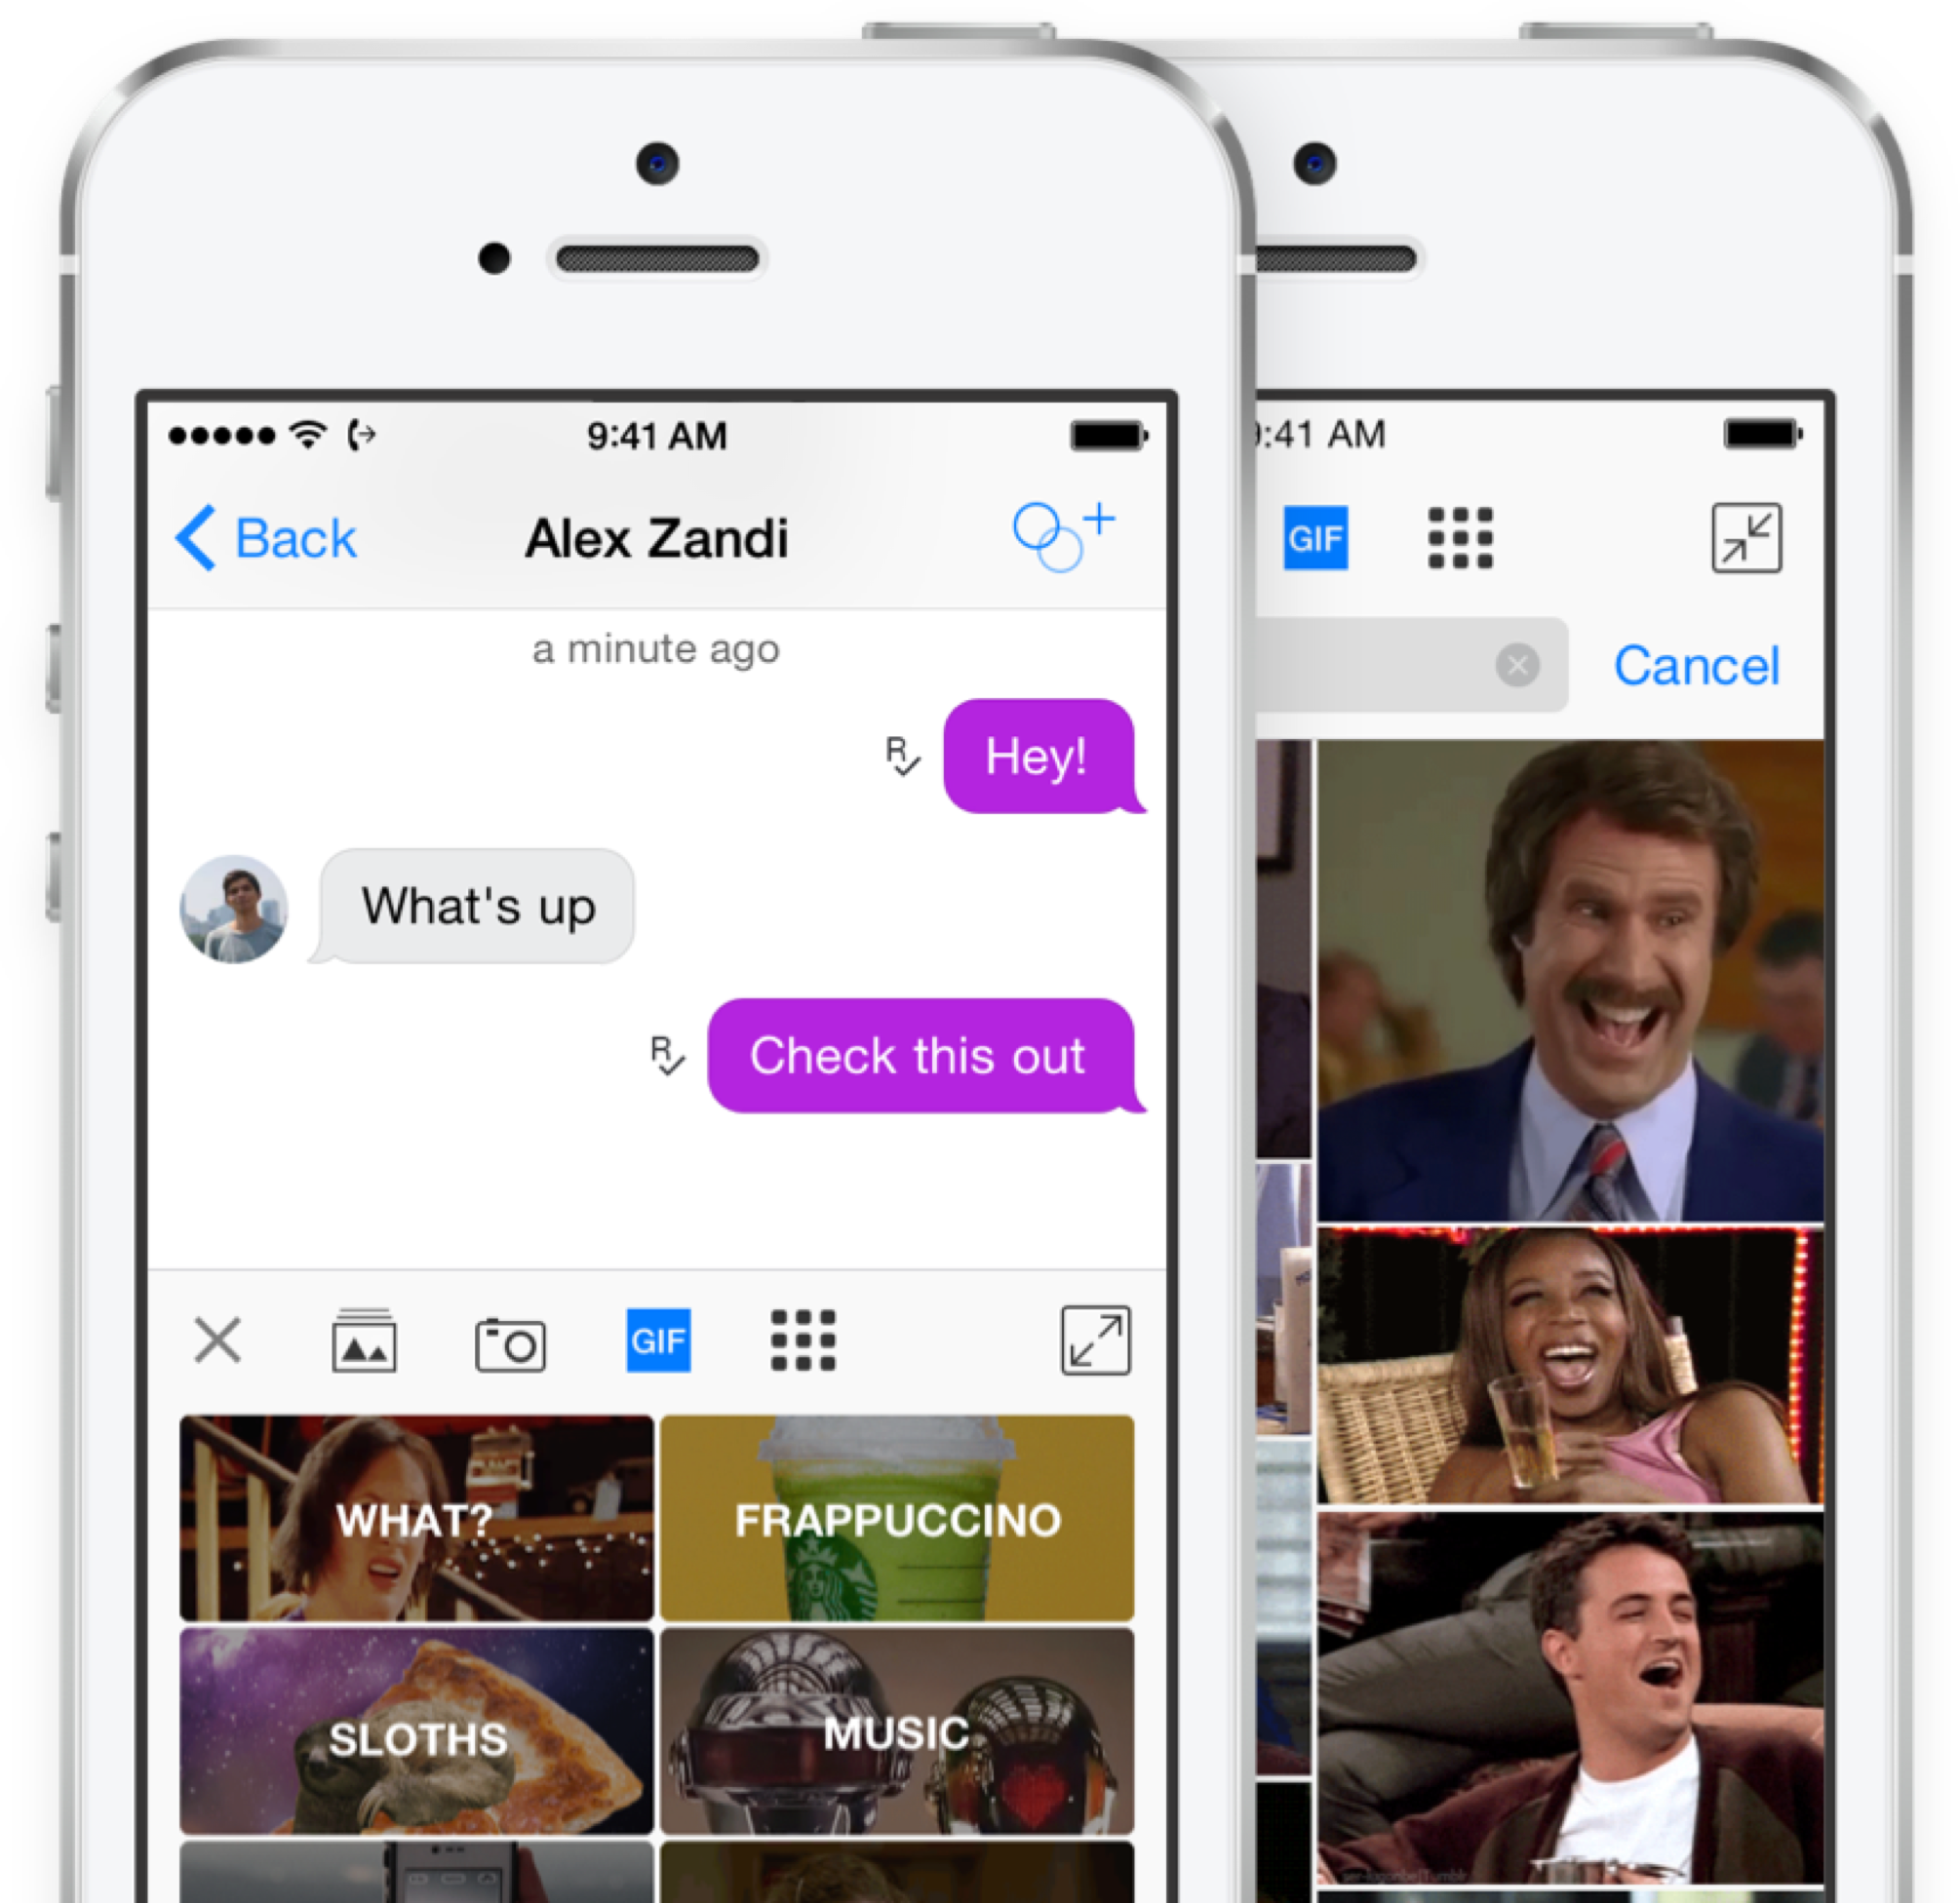 9:41 AM
Back
Alex Zandi
a minute ago
R
Hey!
What's up
R
Check this out
GIF
WHAT?
FRAPPUCCINO
SLOTHS
MUSIC
:41 AM
GIF
Cancel